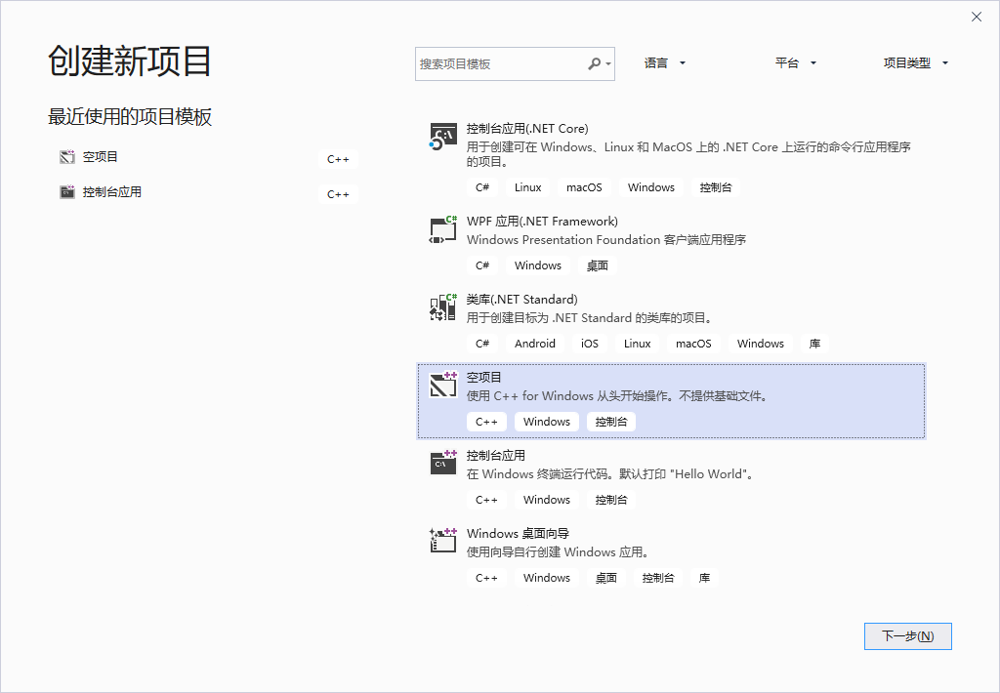 创建新项目
搜索项目模板
语言
平台
项目类型
最近使用的项目模板
空项目
C++
控制台应用
C++
控制台应用(.NET Core)
用于创建可在 Windows、Linux 和 MacOS 上的 .NET Core 上运行的命令行应用程序
的项目。
C# Linux macOS Windows 控制台
WPF 应用(.NET Framework)
Windows Presentation Foundation 客户端应用程序
C# Windows 桌面
类库(.NET Standard)
用于创建目标为 .NET Standard 的类库的项目。
C# Android iOS Linux macOS Windows 库
空项目
使用 C++ for Windows 从头开始操作。不提供基础文件。
C++ Windows 控制台
控制台应用
在 Windows 终端运行代码。默认打印 "Hello World"。
C++ Windows 控制台
Windows 桌面向导
使用向导自行创建 Windows 应用。
C++ Windows 桌面 控制台 库
下一步(N)